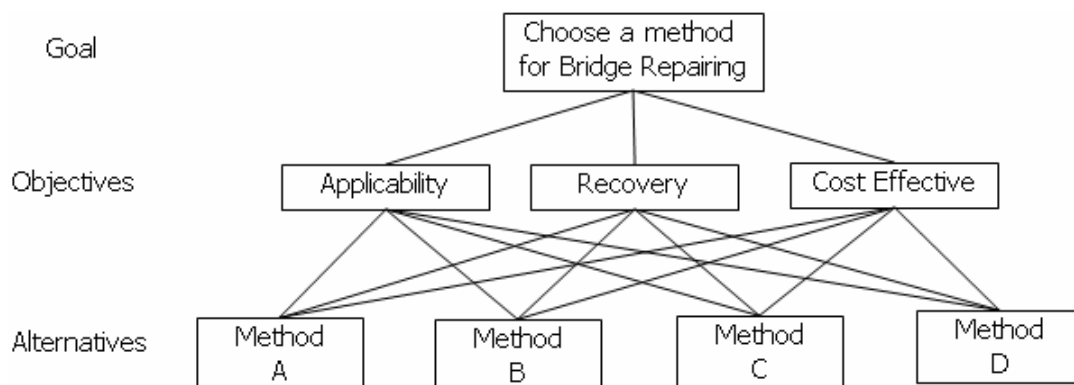 Goal
Choose a method
for Bridge Repairing
Objectives
Applicability
Recovery
Cost Effective
Alternatives
Method
A
Method
B
Method
C
Method
D